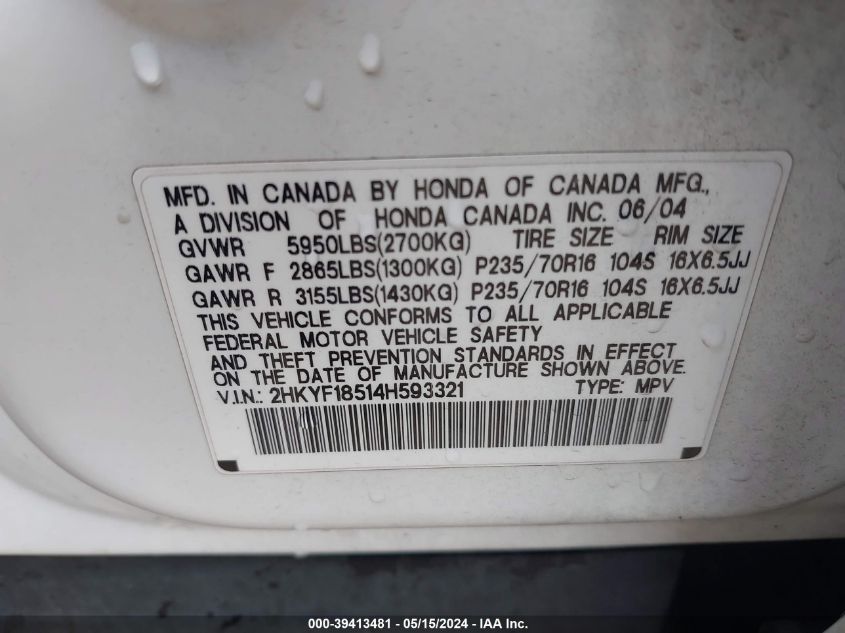 MFD. IN CANADA BY HONDA OF CANADA MFG.,
A DIVISION OF HONDA CANADA INC. 06/04
GVWR 5950LBS(2700KG) TIRE SIZE RIM SIZE
GAWR F 2865LBS(1300KG) P235/70R16 104S 16X6.5JJ
GAWR R 3155LBS(1430KG) P235/70R16 104S 16X6.5JJ
THIS VEHICLE CONFORMS TO ALL APPLICABLE
FEDERAL MOTOR VEHICLE SAFETY
AND THEFT PREVENTION STANDARDS IN EFFECT
ON THE DATE OF MANUFACTURE SHOWN ABOVE.
V.I.N.: 2HKYF18514H593321 TYPE: MPV
000-39413481 - 05/15/2024 - IAA Inc.